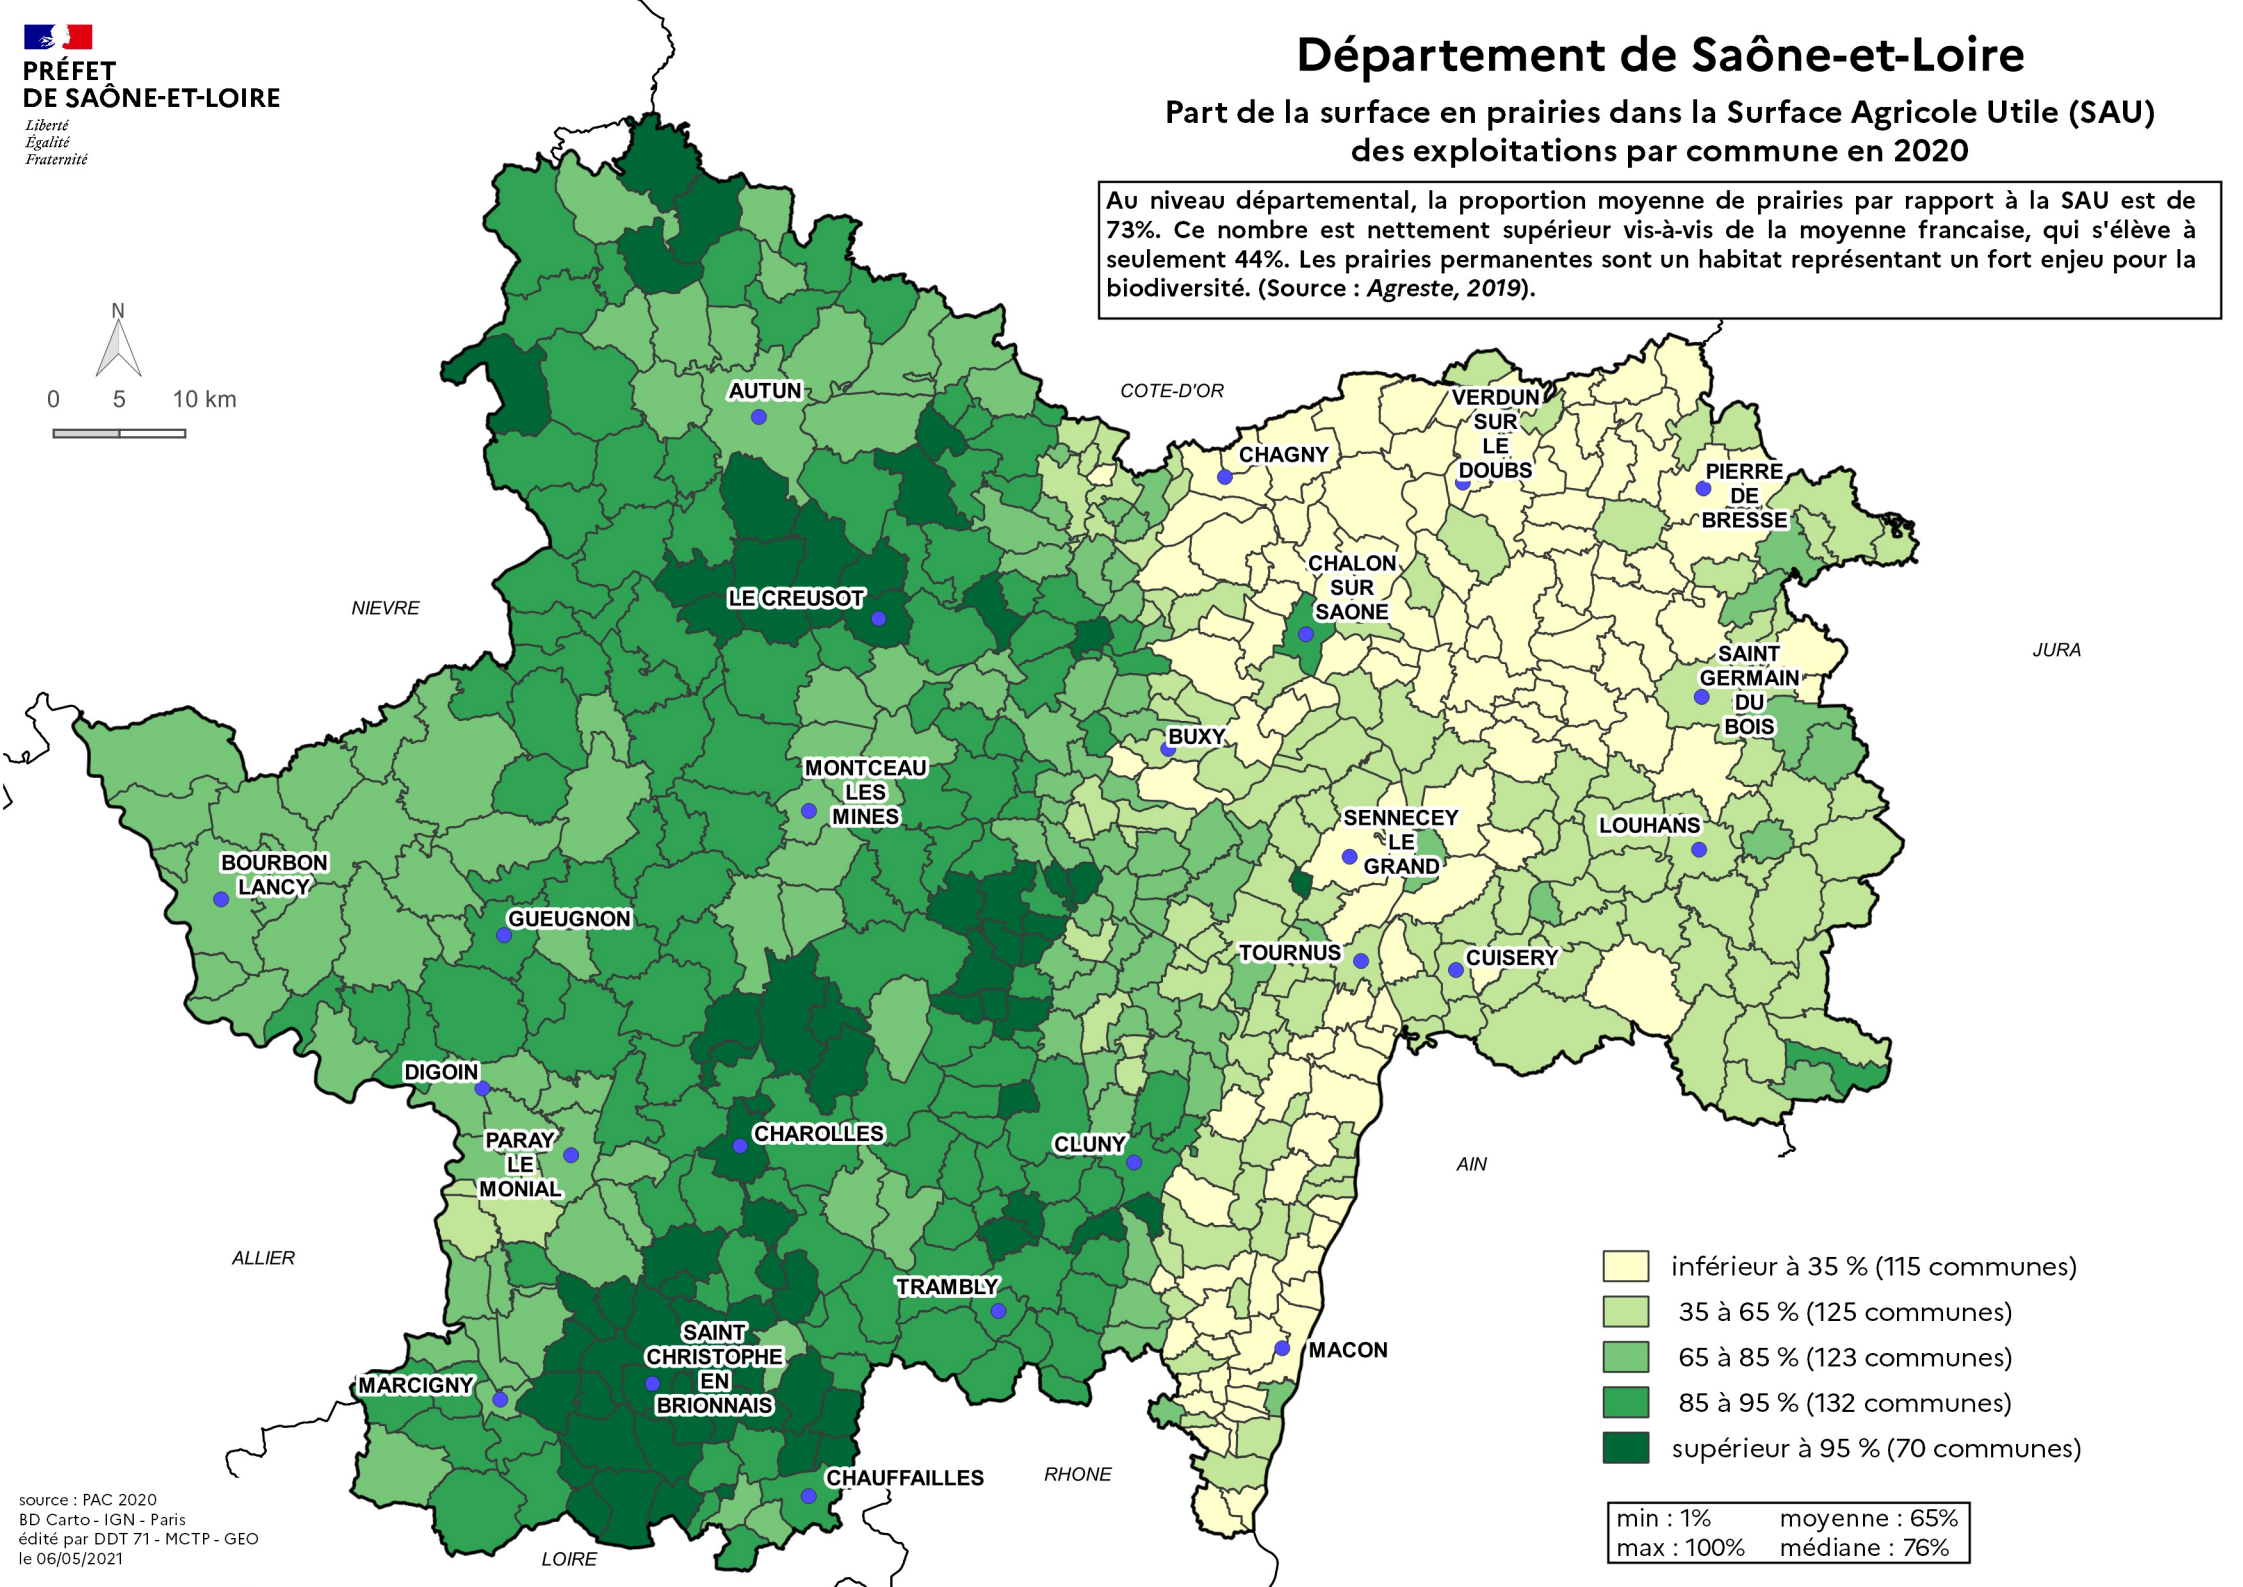 PRÉFET
DE SAÔNE-ET-LOIRE
Liberté
Égalité
Fraternité
Département de Saône-et-Loire
Part de la surface en prairies dans la Surface Agricole Utile (SAU)
des exploitations par commune en 2020
Au niveau départemental, la proportion moyenne de prairies par rapport à la SAU est de
73%. Ce nombre est nettement supérieur vis-à-vis de la moyenne francaise, qui s'élève à
seulement 44%. Les prairies permanentes sont un habitat représentant un fort enjeu pour la
biodiversité. (Source : Agreste, 2019).
N
0 5 10 km
COTE-D'OR
AUTUN
VERDUN
SUR
LE
DOUBS
CHAGNY
PIERRE
DE
BRESSE
CHALON
SUR
SAONE
NIEVRE
LE CREUSOT
JURA
SAINT
GERMAIN
DU
BOIS
BUXY
MONTCEAU
LES
MINES
SENNECEY
LE
GRAND
LOUHANS
BOURBON
LANCY
GUEUGNON
TOURNUS
CUISERY
DIGOIN
CHAROLLES
PARAY
LE
MONIAL
CLUNY
AIN
ALLIER
TRAMBLY
SAINT
CHRISTOPHE
EN
BRIONNAIS
MACON
MARCIGNY
CHAUFFAILLES
RHONE
LOIRE
inférieur à 35 % (115 communes)
35 à 65 % (125 communes)
65 à 85 % (123 communes)
85 à 95 % (132 communes)
supérieur à 95 % (70 communes)
min : 1% moyenne : 65%
max : 100% médiane : 76%
source : PAC 2020
BD Carto - IGN - Paris
édité par DDT 71 - MCTP - GEO
le 06/05/2021